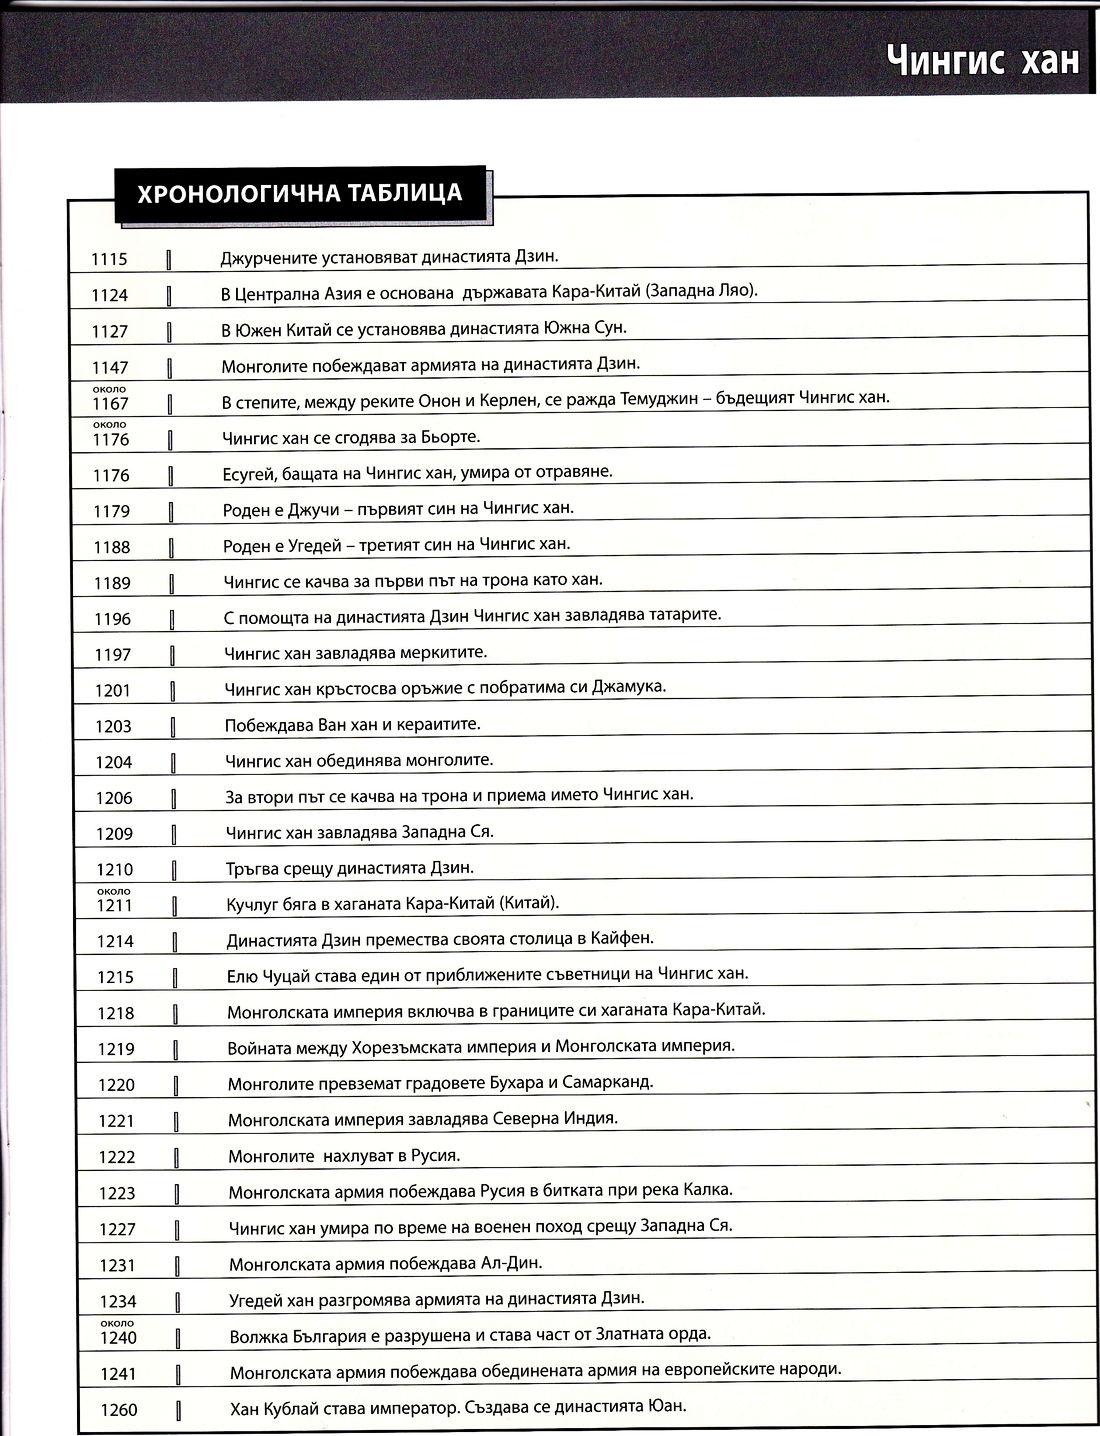 Чингис хан
ХРОНОЛОГИЧНА ТАБЛИЦА
1115 Джурчените установяват династията Дзин.
1124 В Централна Азия е основана държавата Кара-Китай (Западна Ляо).
1127 В Южен Китай се установява династията Южна Сун.
1147 Монголите побеждават армията на династията Дзин.
около
1167 В степите, между реките Онон и Керлен, се ражда Темуджин – бъдещият Чингис хан.
около
1176 Чингис хан се сгодява за Бьорте.
1176 Есугей, бащата на Чингис хан, умира от отравяне.
1179 Роден е Джучи – първият син на Чингис хан.
1188 Роден е Угедей – третият син на Чингис хан.
1189 Чингис се качва за първи път на трона като хан.
1196 С помощта на династията Дзин Чингис хан завладява татарите.
1197 Чингис хан завладява меркитите.
1201 Чингис хан кръстосва оръжие с побратима си Джамука.
1203 Побеждава Ван хан и кераитите.
1204 Чингис хан обединява монголите.
1206 За втори път се качва на трона и приема името Чингис хан.
1209 Чингис хан завладява Западна Ся.
1210 Тръгва срещу династията Дзин.
около
1211 Кучлуг бяга в хаганата Кара-Китай (Китай).
1214 Династията Дзин премества своята столица в Кайфен.
1215 Елю Чуцай става един от приближените съветници на Чингис хан.
1218 Монголската империя включва в границите си хаганата Кара-Китай.
1219 Войната между Хорезъмската империя и Монголската империя.
1220 Монголите превземат градовете Бухара и Самарканд.
1221 Монголската империя завладява Северна Индия.
1222 Монголите нахлуват в Русия.
1223 Монголската армия побеждава Русия в битката при река Калка.
1227 Чингис хан умира по време на военен поход срещу Западна Ся.
1231 Монголската армия побеждава Ал-Дин.
1234 Угедей хан разгромява армията на династията Дзин.
около
1240 Волжка България е разрушена и става част от Златната орда.
1241 Монголската армия побеждава обединената армия на европейските народи.
1260 Хан Кублай става император. Създава се династията Юан.